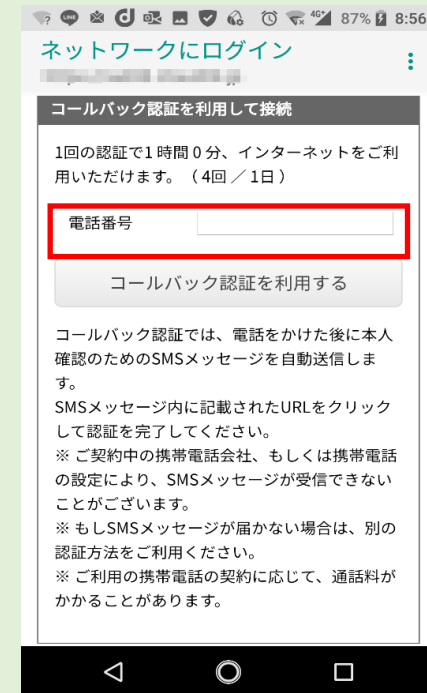 87% 8:56
ネットワークにログイン
コールバック認証を利用して接続
1回の認証で1 時間 0 分、インターネットをご利
用いただけます。（ 4回 ／ 1日 ）
電話番号
コールバック認証を利用する
コールバック認証では、電話をかけた後に本人
確認のためのSMSメッセージを自動送信しま
す。
SMSメッセージ内に記載されたURLをクリック
して認証を完了してください。
※ ご契約中の携帯電話会社、もしくは携帯電話
の設定により、SMSメッセージが受信できない
ことがございます。
※ もしSMSメッセージが届かない場合は、別の
認証方法をご利用ください。
※ ご利用の携帯電話の契約に応じて、通話料が
かかることがあります。